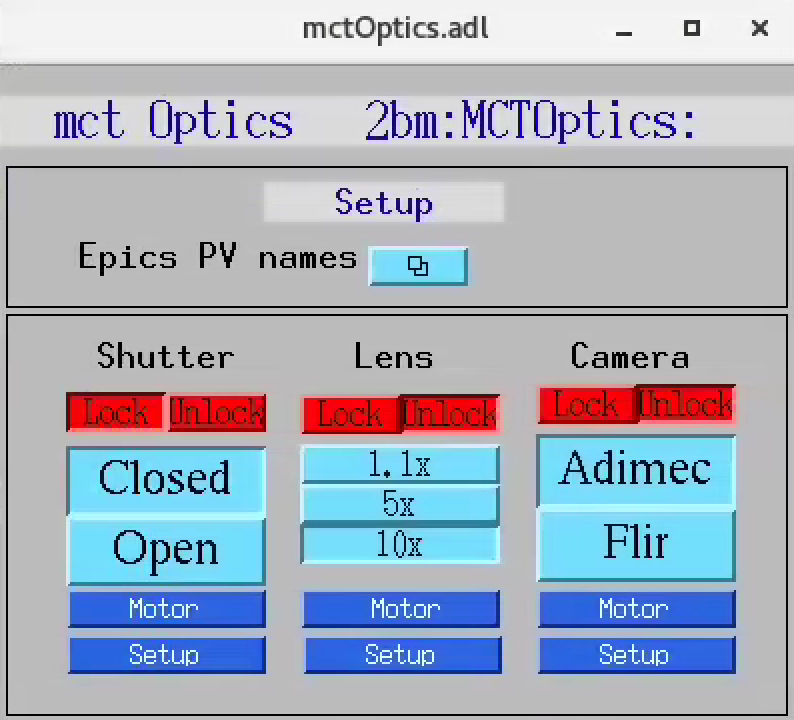 mctOptics.adl
mct Optics 2bm:MCTOptics:
Setup
Epics PV names
Shutter Lens Camera
Lock Unlock Lock Unlock Lock Unlock
Closed 1.1x Adimec
5x
Open 10x Flir
Motor Motor Motor
Setup Setup Setup